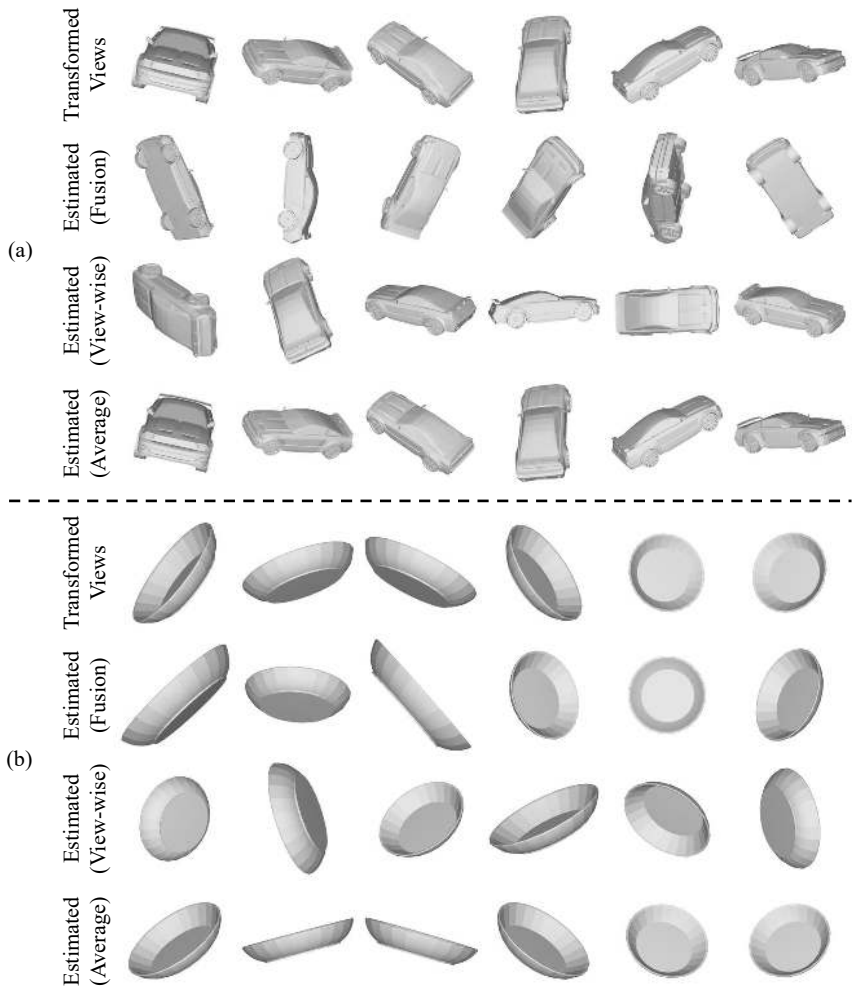 Transformed
Views
Estimated
(Fusion)
(a)
Estimated
(View-wise)
Estimated
(Average)
Transformed
Views
Estimated
(Fusion)
(b)
Estimated
(View-wise)
Estimated
(Average)